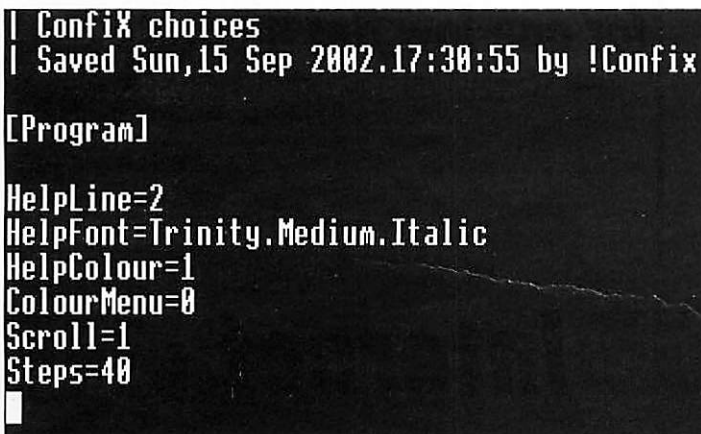 | ConfiX choices
| Saved Sun,15 Sep 2002.17:30:55 by !Confix
[Program]
HelpLine=2
HelpFont=Trinity.Medium.Italic
HelpColour=1
ColourMenu=0
Scroll=1
Steps=40